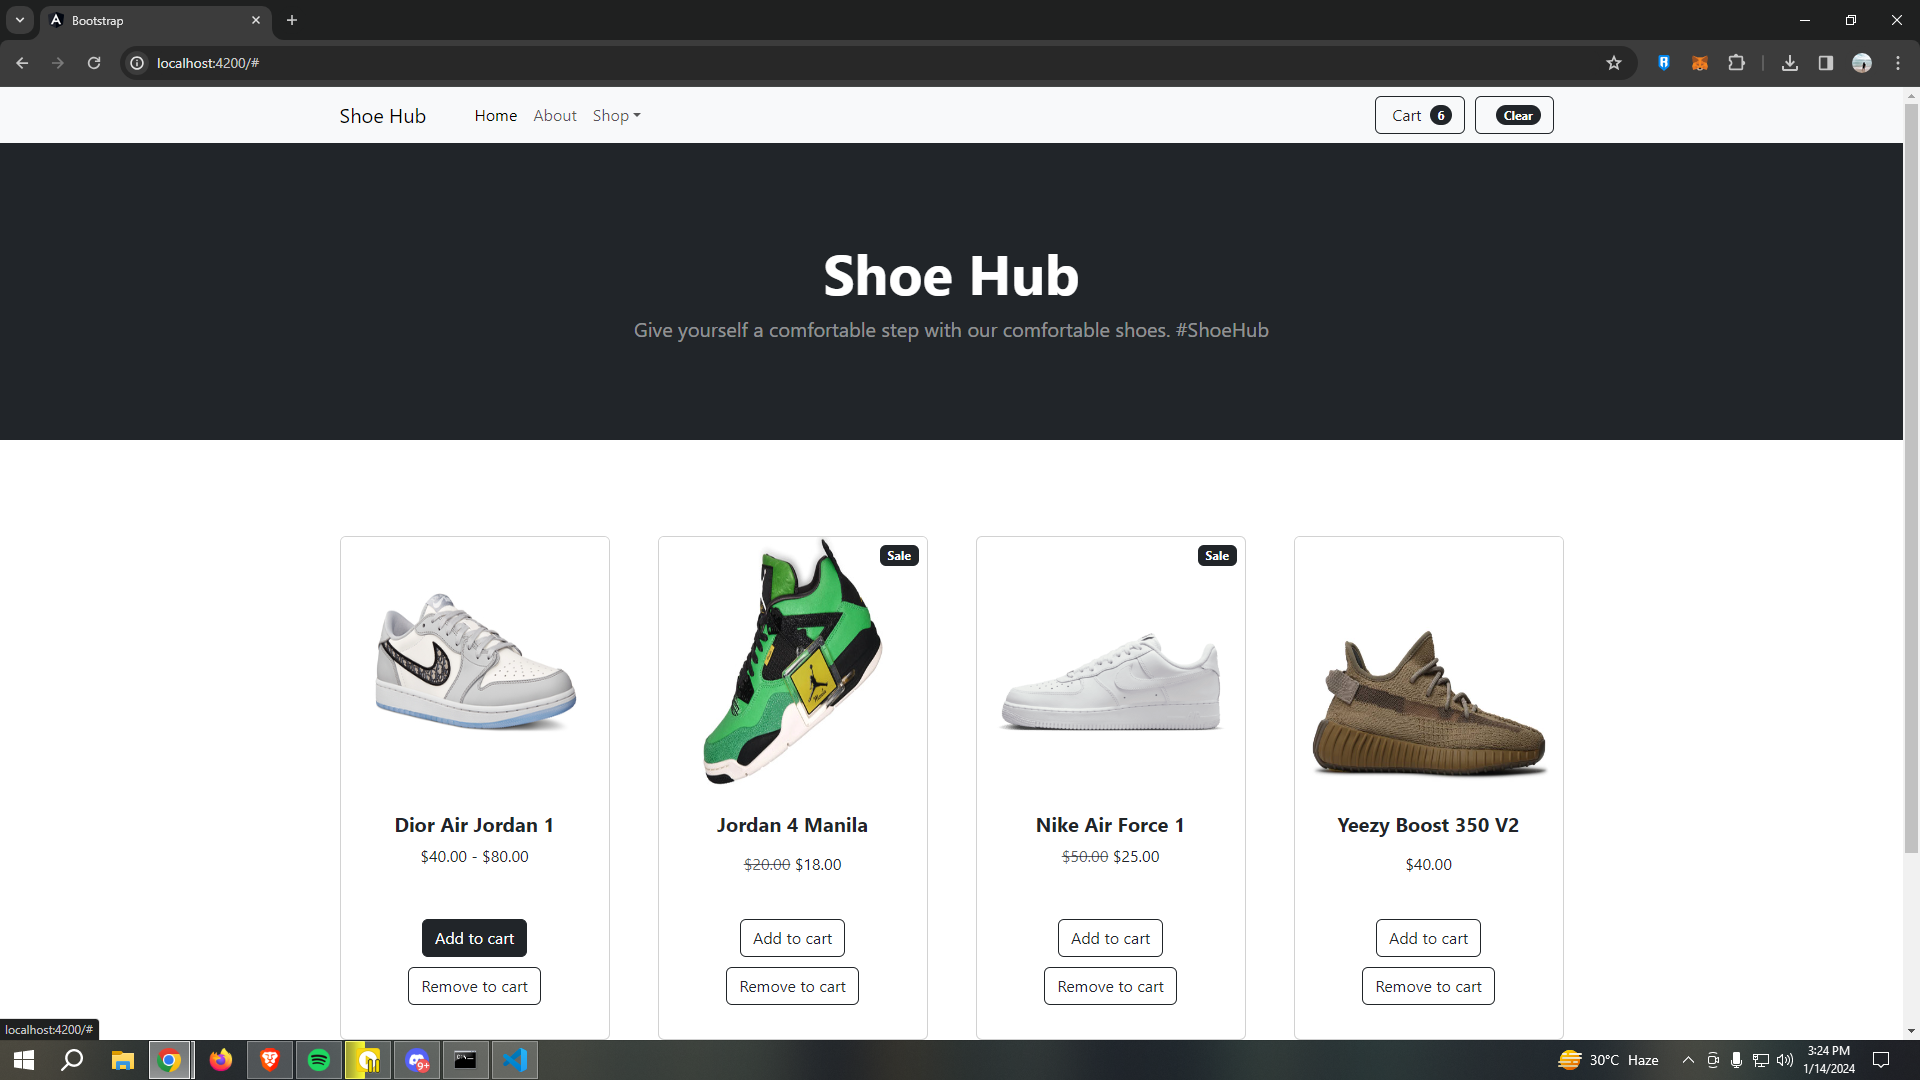 Bootstrap
localhost:4200/#
Shoe Hub
Home
About
Shop
Cart 6
Clear
Shoe Hub
Give yourself a comfortable step with our comfortable shoes. #ShoeHub
Sale
Sale
Dior Air Jordan 1
Jordan 4 Manila
Nike Air Force 1
Yeezy Boost 350 V2
$40.00 - $80.00
$20.00 $18.00
$50.00 $25.00
$40.00
Add to cart
Add to cart
Add to cart
Add to cart
Remove to cart
Remove to cart
Remove to cart
Remove to cart
localhost:4200/#
9+
30°C Haze
3:24 PM
1/14/2024